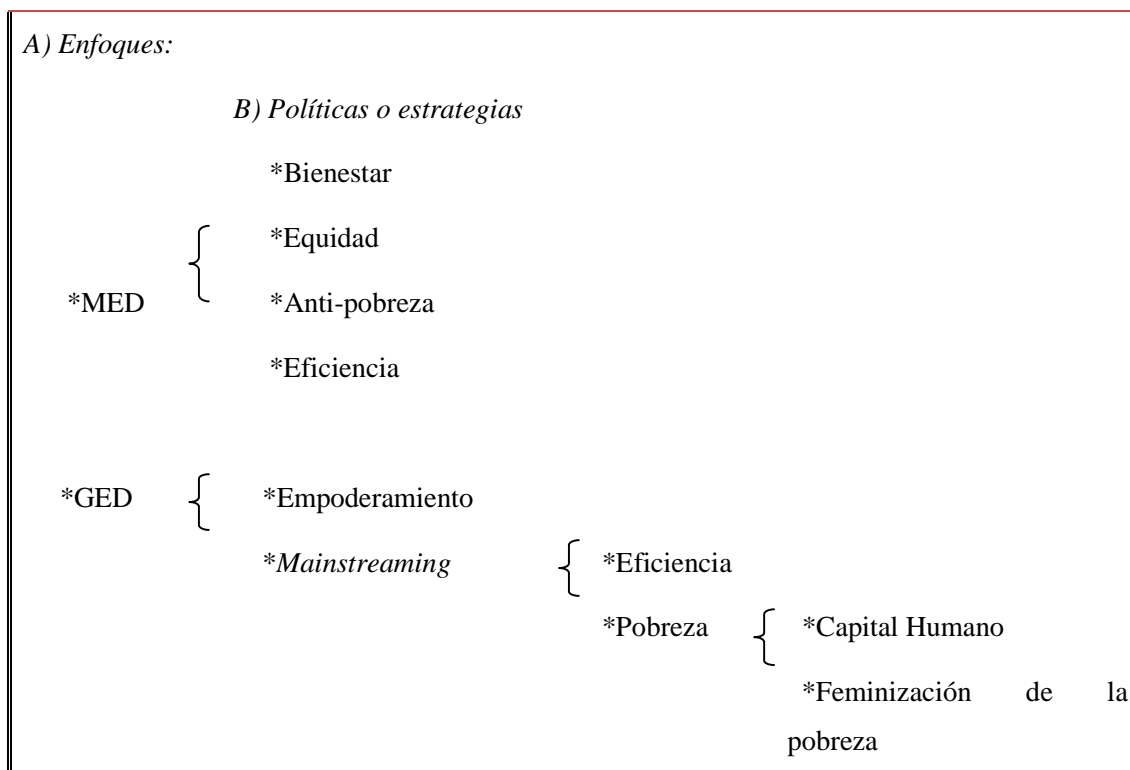 A) Enfoques:
B) Políticas o estrategias
*Bienestar
*Equidad
*MED *Anti-pobreza
*Eficiencia
*GED *Empoderamiento
*Mainstreaming *Eficiencia
*Pobreza *Capital Humano
*Feminización de la
pobreza